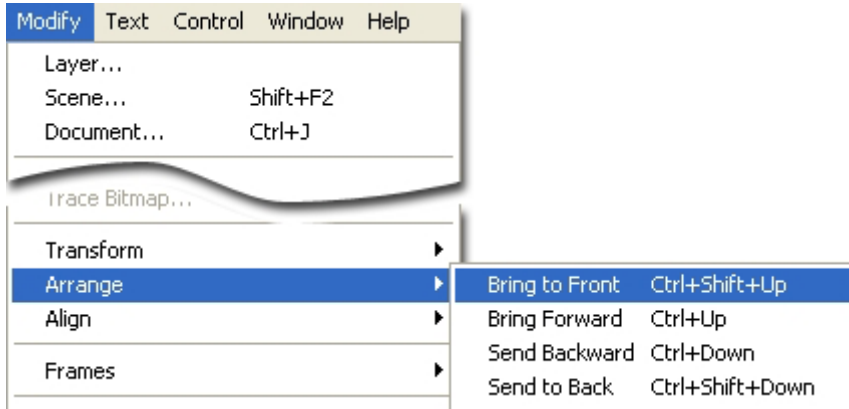 Modify Text Control Window Help
Layer...
Scene... Shift+F2
Document... Ctrl+J
Trace Bitmap...
Transform
Arrange
Bring to Front Ctrl+Shift+Up
Align
Bring Forward Ctrl+Up
Send Backward Ctrl+Down
Frames
Send to Back Ctrl+Shift+Down